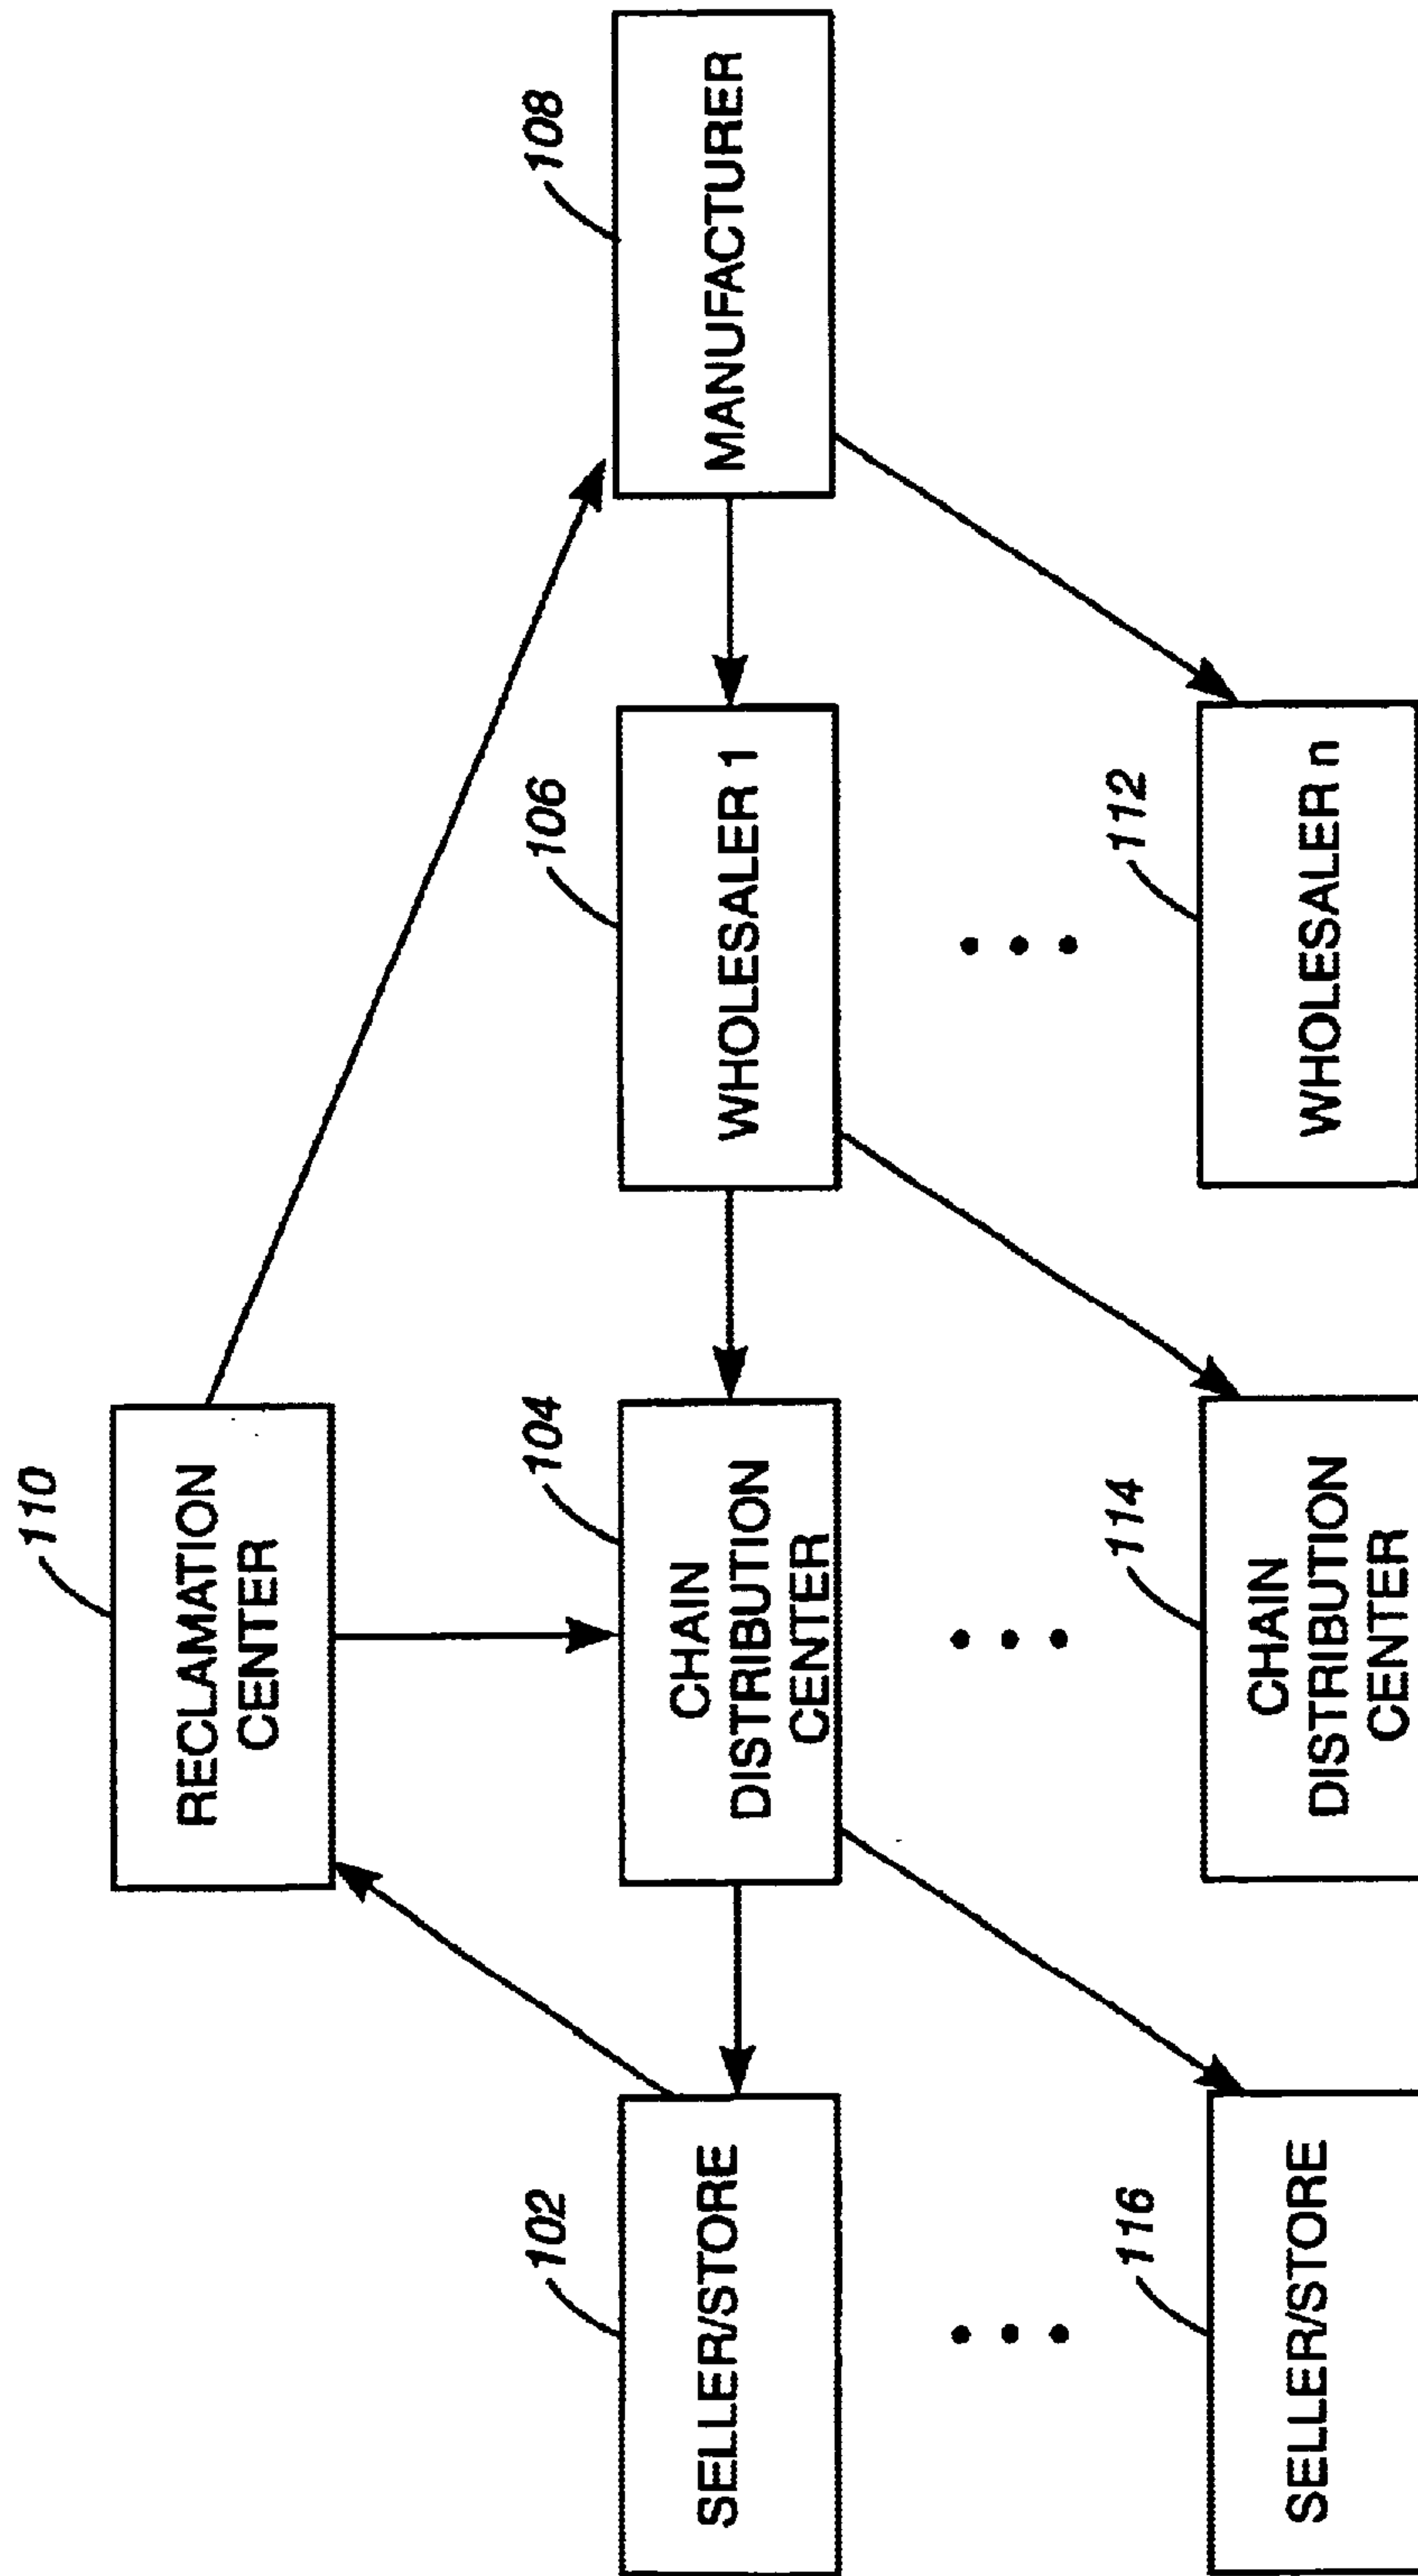 110
RECLAMATION
CENTER
102
SELLER/STORE
104
CHAIN
DISTRIBUTION
CENTER
106
WHOLESALER 1
108
MANUFACTURER
116
SELLER/STORE
114
CHAIN
DISTRIBUTION
CENTER
112
WHOLESALER n